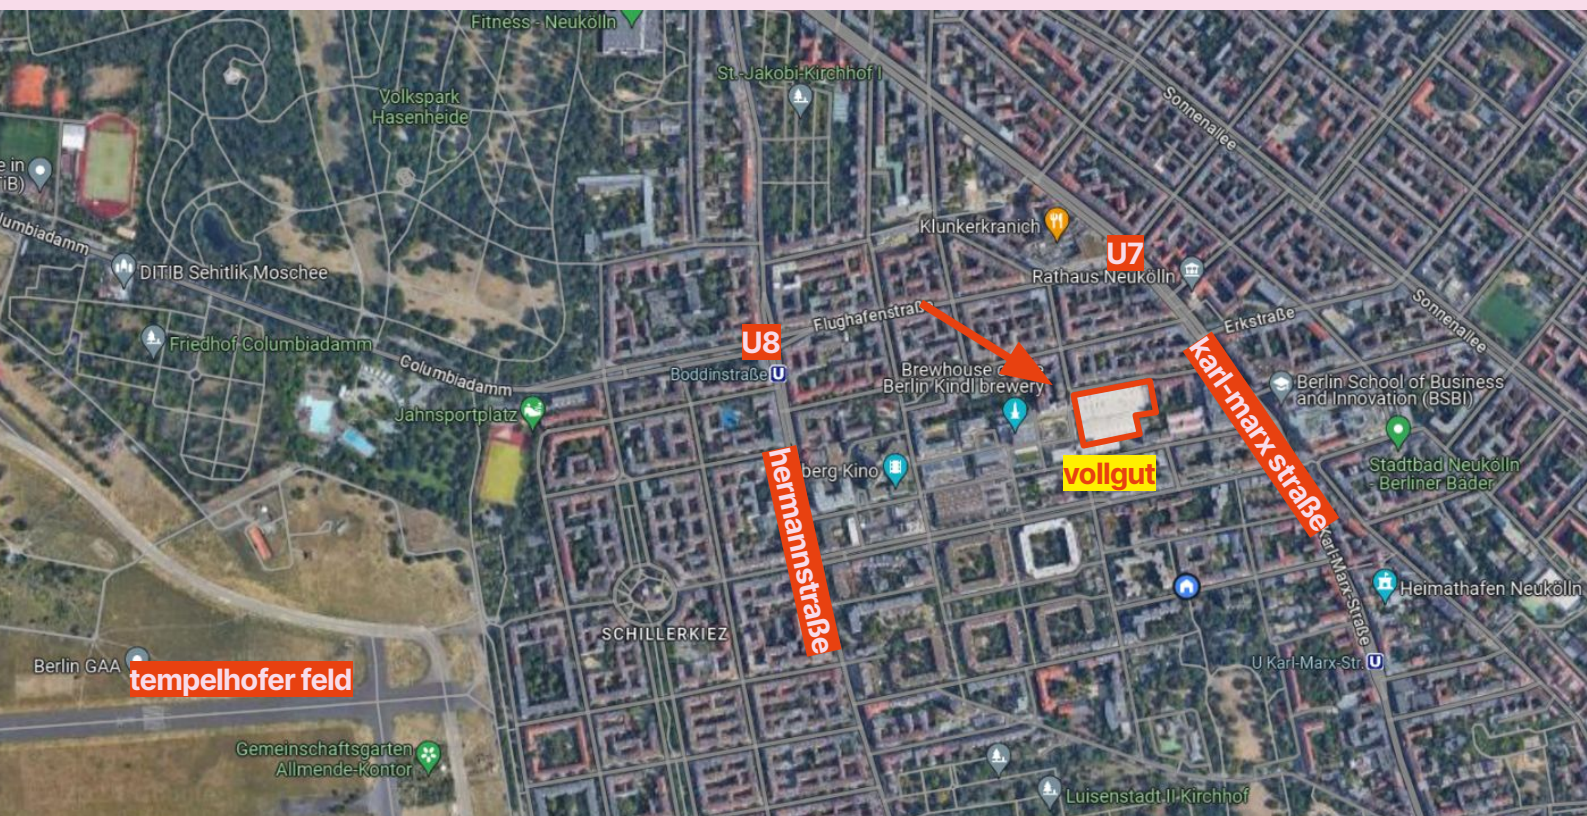 Fitness - Neukölln
St.-Jakobi-Kirchhof I
Volkspark
Hasenheide
Sonnenallee
e in
TiB)
lumbiadamm
Klunkerkranich
DITIB Sehitlik Moschee
U7
Rathaus Neukölln
Sonnenallee
Flughafenstraße
Erkstraße
U8
Friedhof Columbiadamm
Columbiadamm
Boddinstraße
U
Brewhouse
Berlin Kindl brewery
karl-marx straße
Berlin School of Business
and Innovation (BSBI)
Jahnsportplatz
Stadtbad Neukölln
- Berliner Bäder
vollgut
berg Kino
hermannstraße
Karl-Marx-Straße
Heimathafen Neukölln
SCHILLERKIEZ
Berlin GAA
tempelhofer feld
U Karl-Marx-Str.
U
Gemeinschaftsgarten
Allmende-Kontor
Luisenstadt II Kirchhof